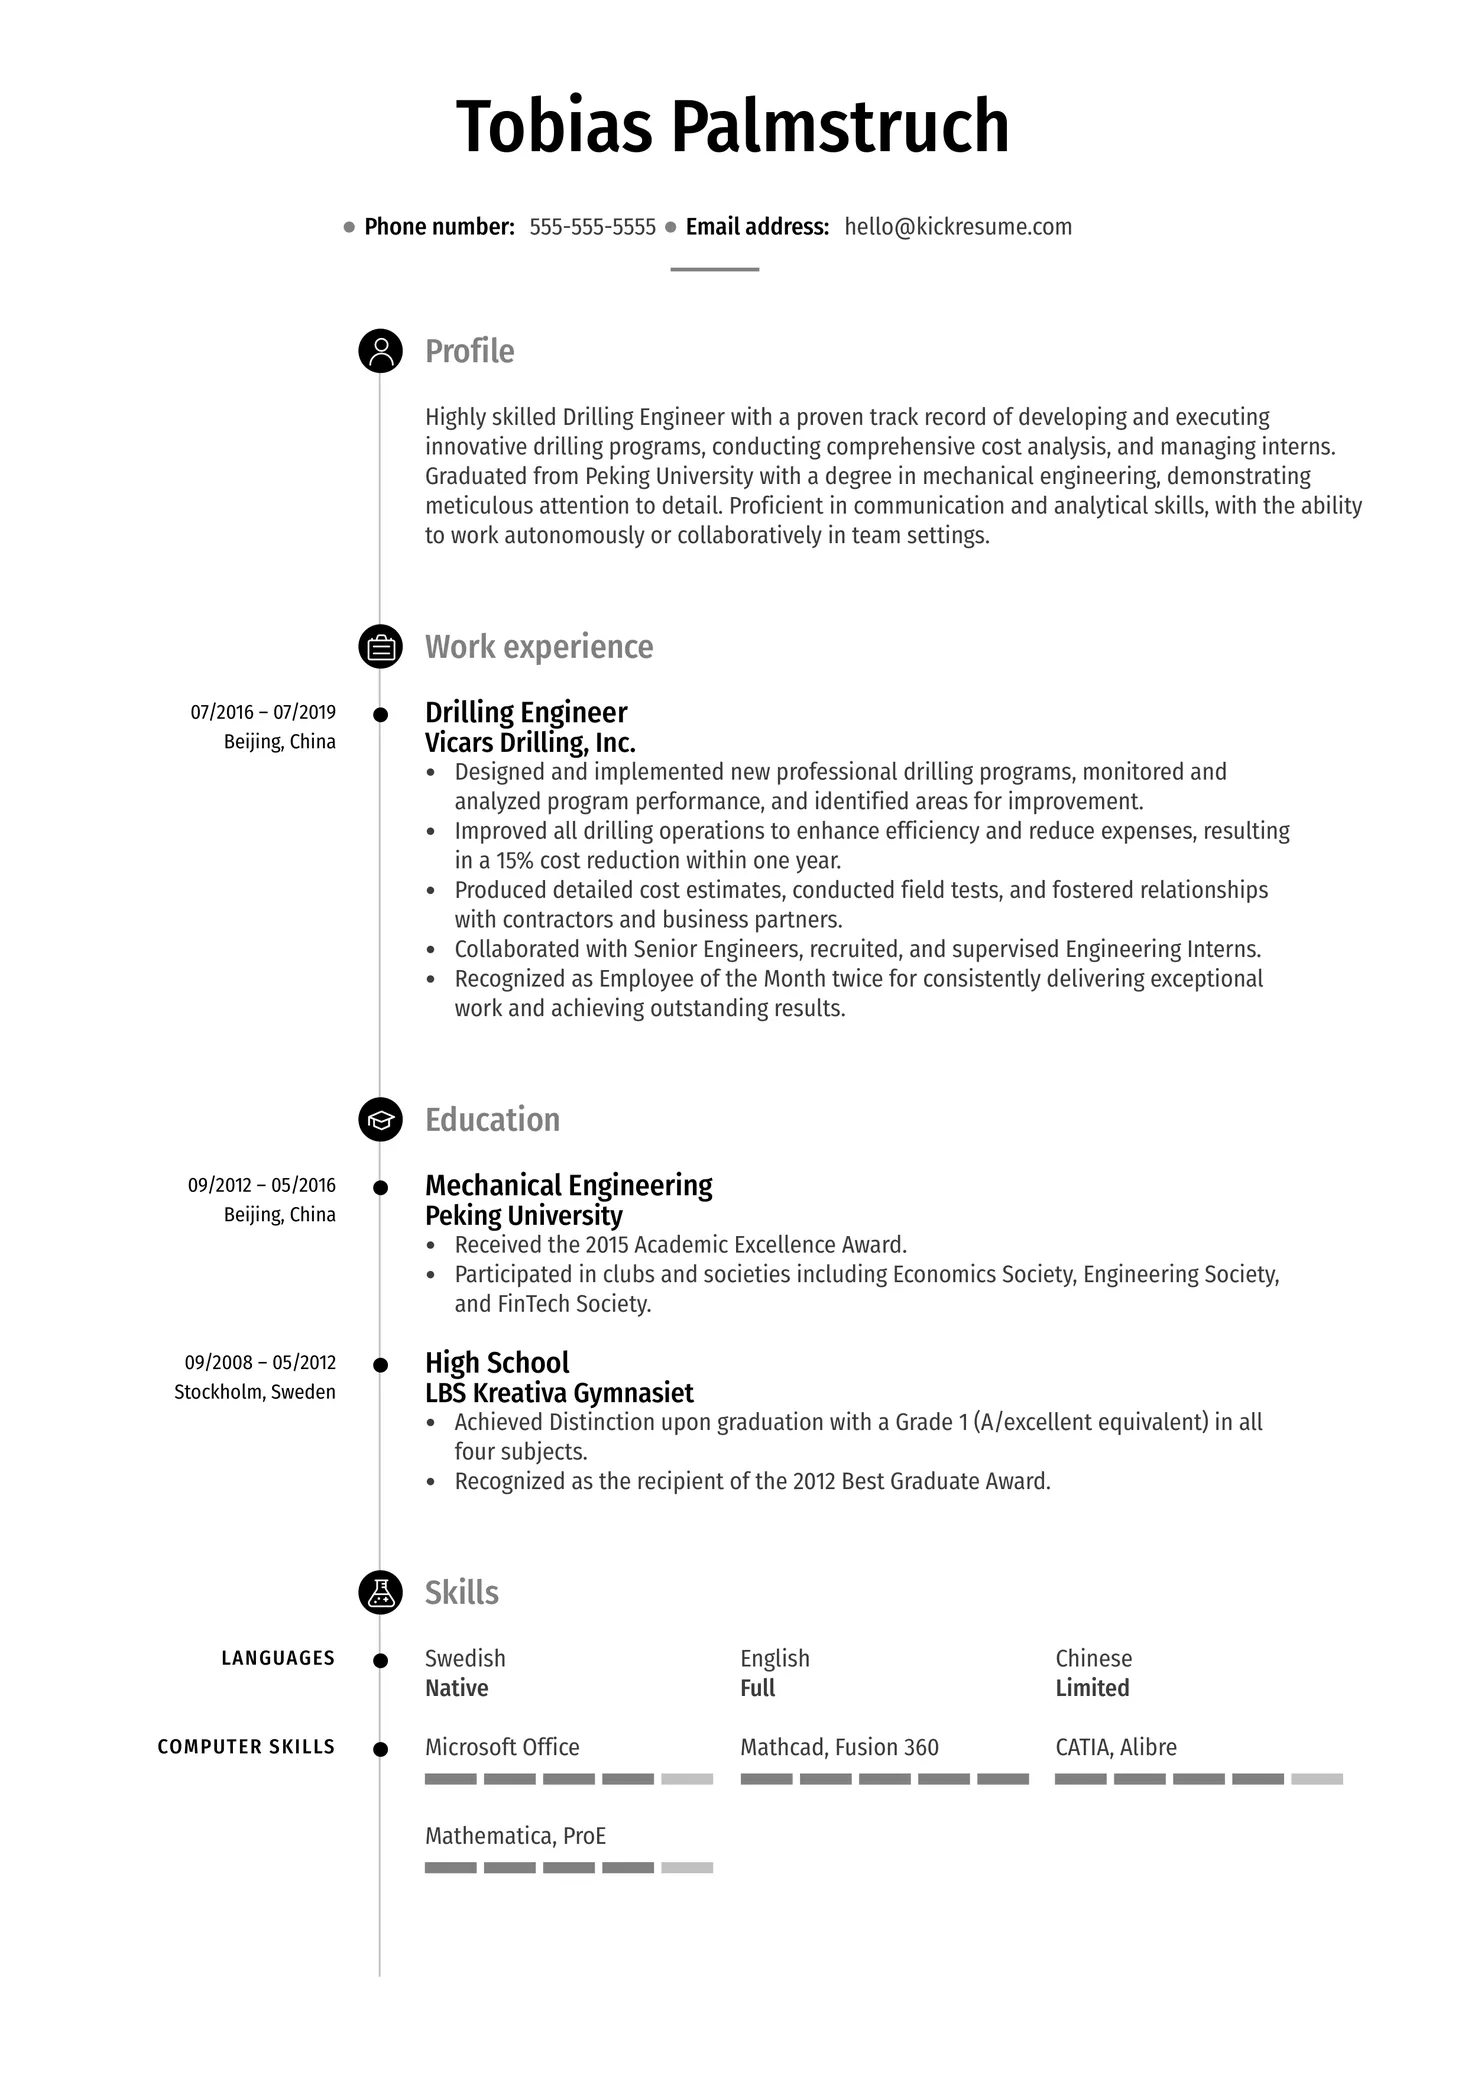 Tobias Palmstruch
Phone number: 555-555-5555 Email address: hello@kickresume.com
Profile
Highly skilled Drilling Engineer with a proven track record of developing and executing
innovative drilling programs, conducting comprehensive cost analysis, and managing interns.
Graduated from Peking University with a degree in mechanical engineering, demonstrating
meticulous attention to detail. Proficient in communication and analytical skills, with the ability
to work autonomously or collaboratively in team settings.
Work experience
07/2016 – 07/2019
Beijing, China
Drilling Engineer
Vicars Drilling, Inc.
• Designed and implemented new professional drilling programs, monitored and
analyzed program performance, and identified areas for improvement.
• Improved all drilling operations to enhance efficiency and reduce expenses, resulting
in a 15% cost reduction within one year.
• Produced detailed cost estimates, conducted field tests, and fostered relationships
with contractors and business partners.
• Collaborated with Senior Engineers, recruited, and supervised Engineering Interns.
• Recognized as Employee of the Month twice for consistently delivering exceptional
work and achieving outstanding results.
Education
09/2012 – 05/2016
Beijing, China
Mechanical Engineering
Peking University
• Received the 2015 Academic Excellence Award.
• Participated in clubs and societies including Economics Society, Engineering Society,
and FinTech Society.
09/2008 – 05/2012
Stockholm, Sweden
High School
LBS Kreativa Gymnasiet
• Achieved Distinction upon graduation with a Grade 1 (A/excellent equivalent) in all
four subjects.
• Recognized as the recipient of the 2012 Best Graduate Award.
Skills
LANGUAGES
Swedish
Native
English
Full
Chinese
Limited
COMPUTER SKILLS
Microsoft Office
Mathcad, Fusion 360
CATIA, Alibre
Mathematica, ProE